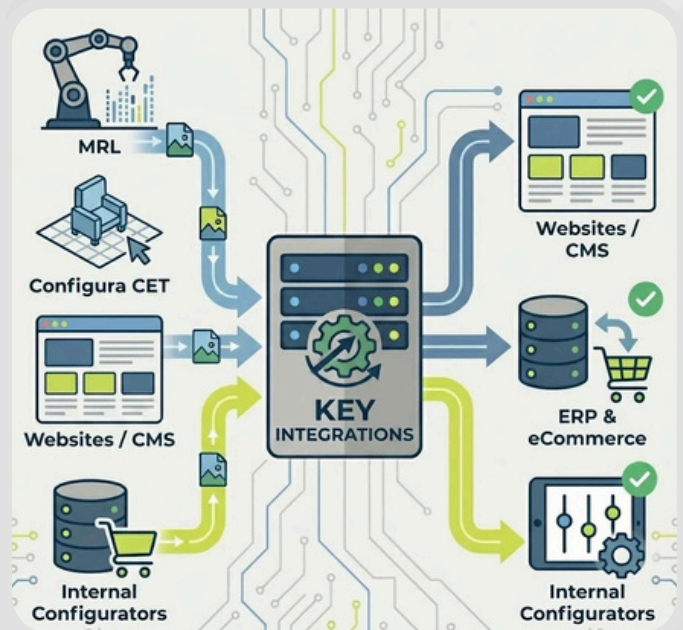 MRL
Configura CET
Websites / CMS
Internal
Configurators
KEY
INTEGRATIONS
Websites /
CMS
ERP &
eCommerce
Internal
Configurators